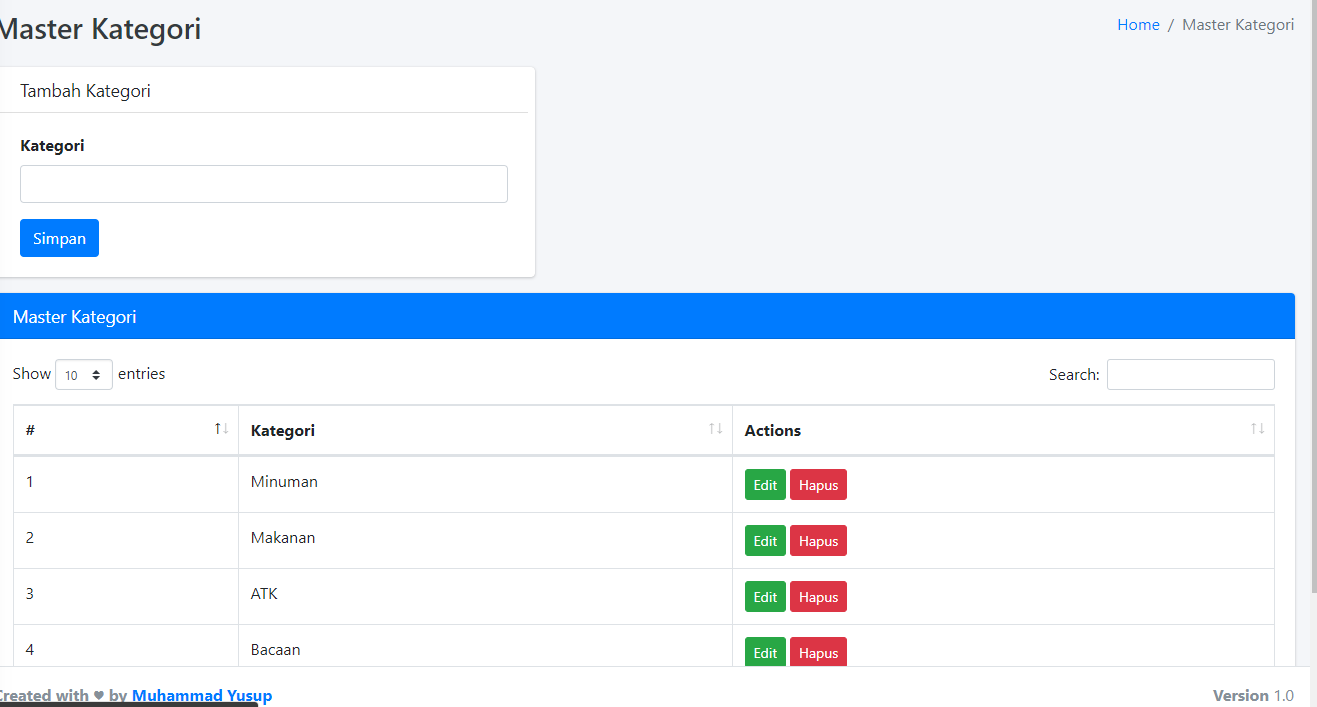 Master Kategori
Home / Master Kategori
Tambah Kategori
Kategori
Simpan
Master Kategori
Show 10 entries
Search:
# Kategori Actions
1 Minuman Edit Hapus
2 Makanan Edit Hapus
3 ATK Edit Hapus
4 Bacaan Edit Hapus
Created with ♥ by Muhammad Yusup
Version 1.0